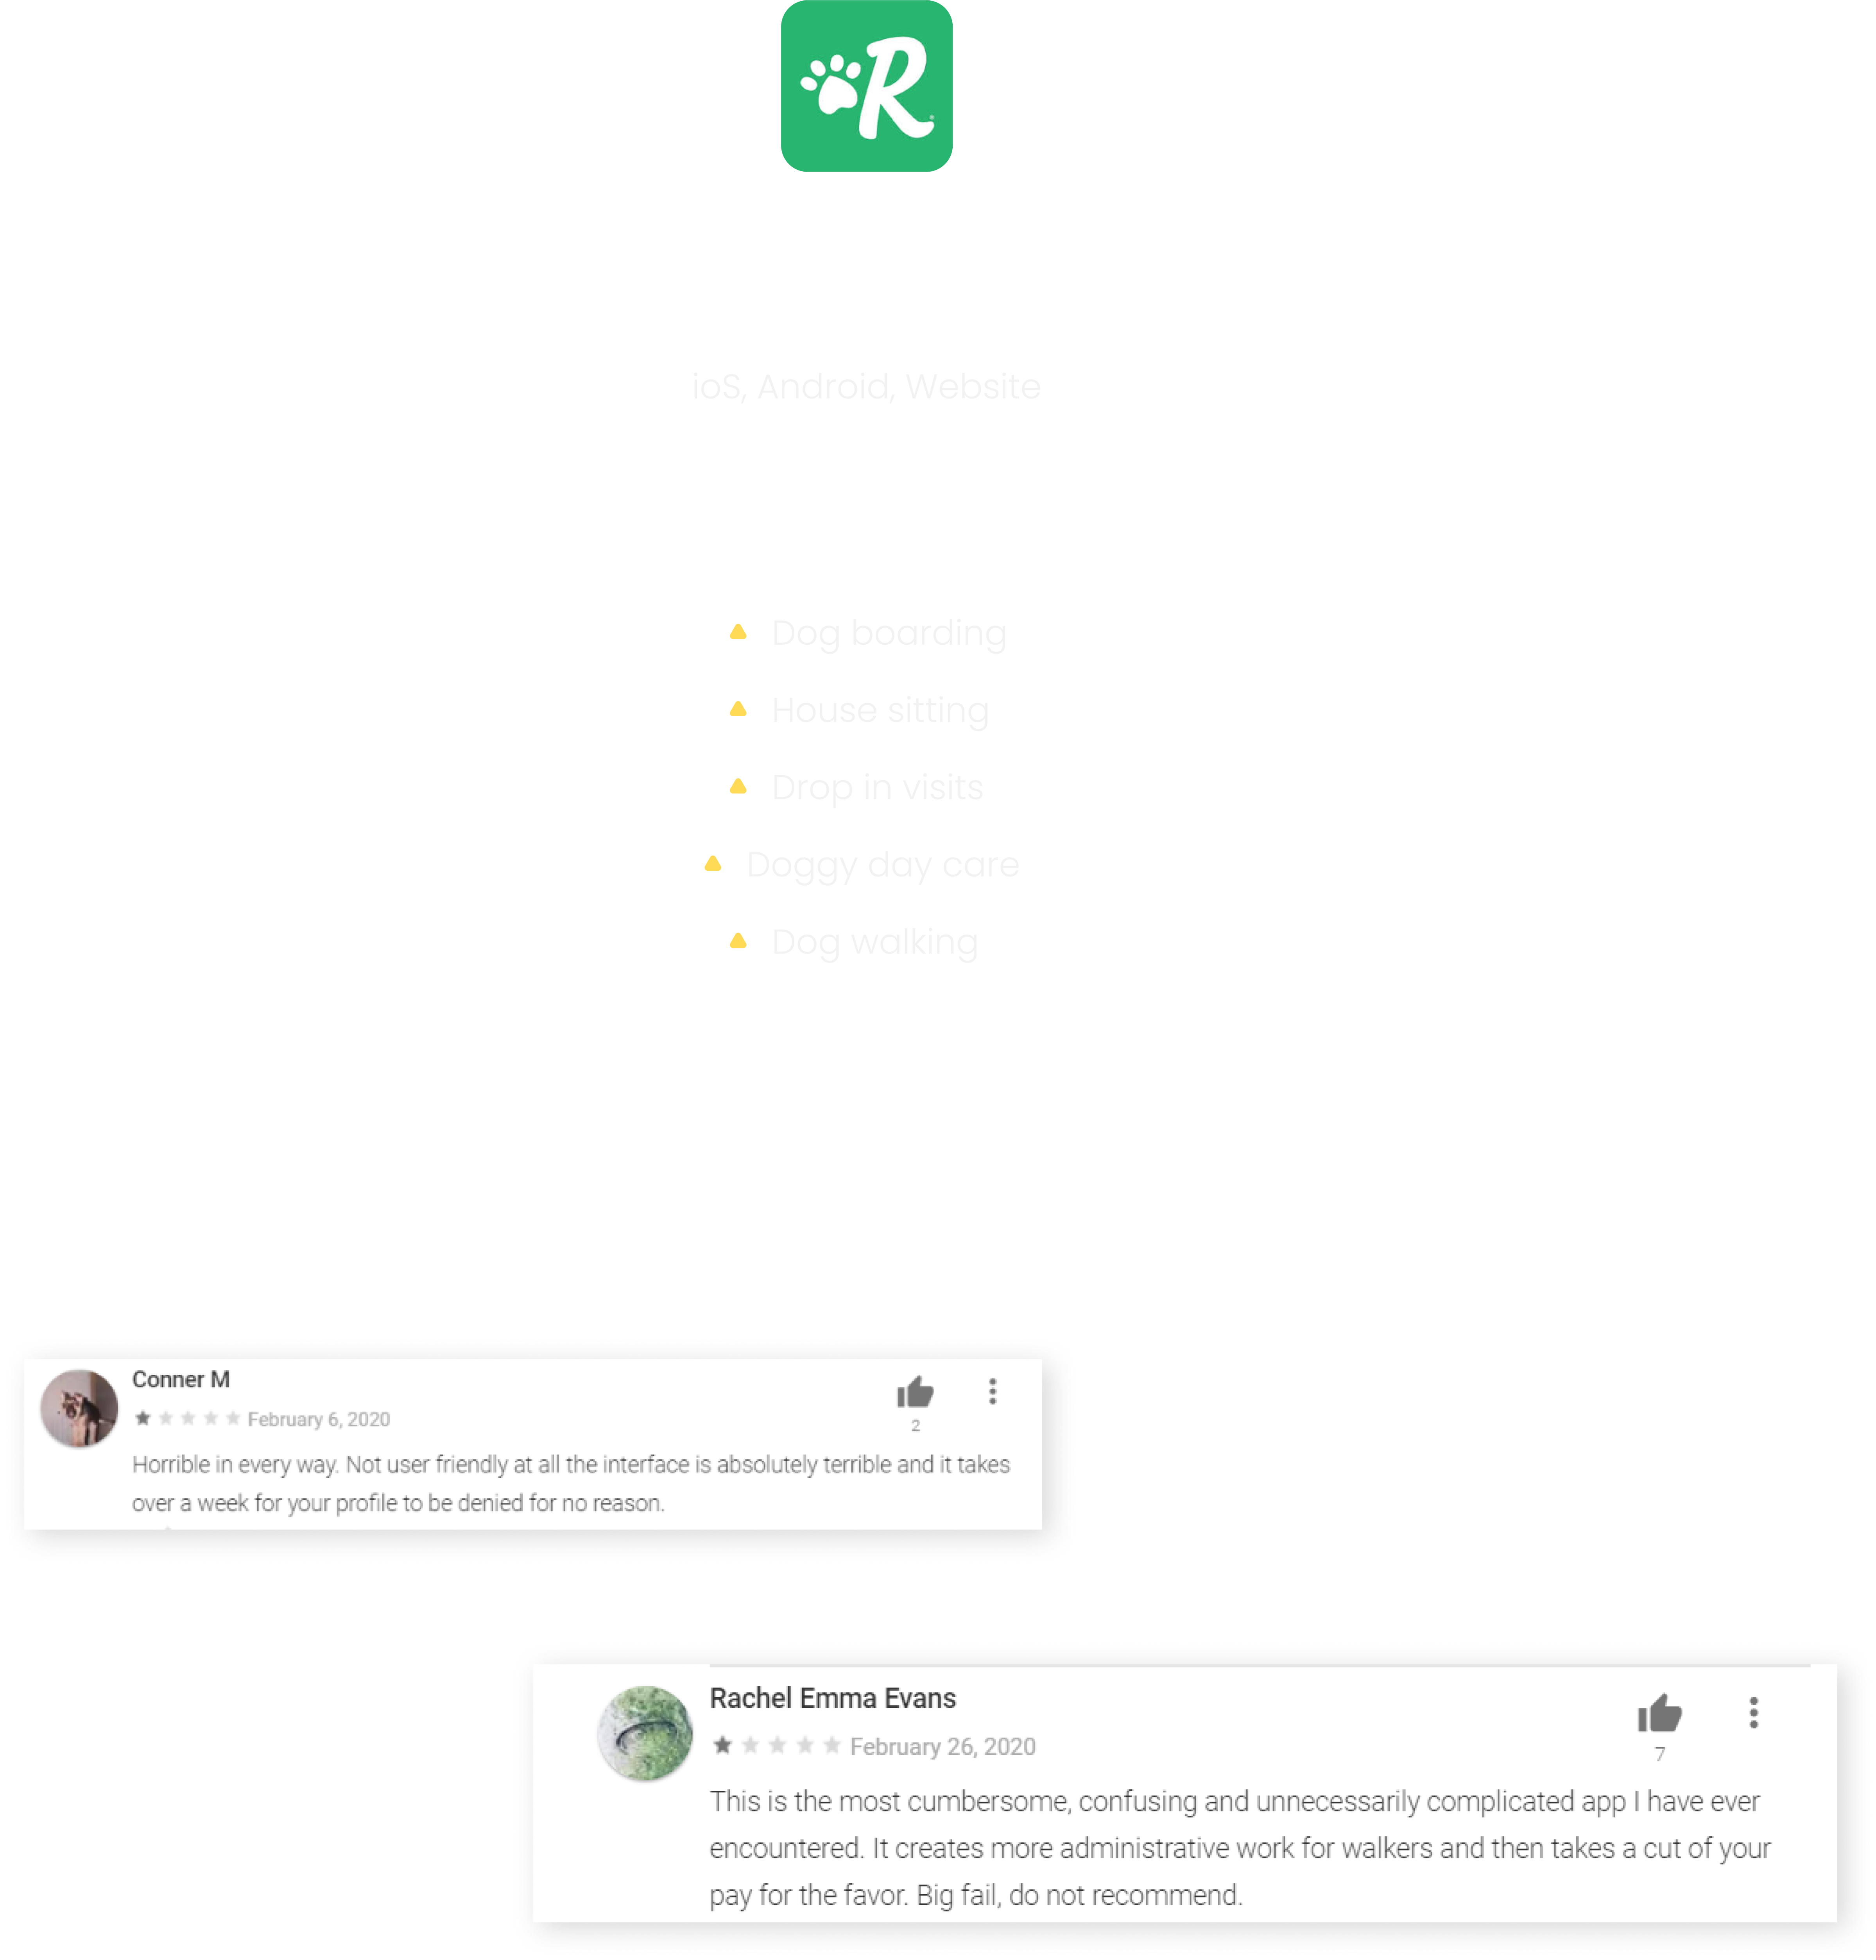 R
ioS, Android, Website
Dog boarding
House sitting
Drop in visits
Doggy day care
Dog walking
Conner M
February 6, 2020
2
Horrible in every way. Not user friendly at all the interface is absolutely terrible and it takes
over a week for your profile to be denied for no reason.
Rachel Emma Evans
February 26, 2020
7
This is the most cumbersome, confusing and unnecessarily complicated app I have ever
encountered. It creates more administrative work for walkers and then takes a cut of your
pay for the favor. Big fail, do not recommend.